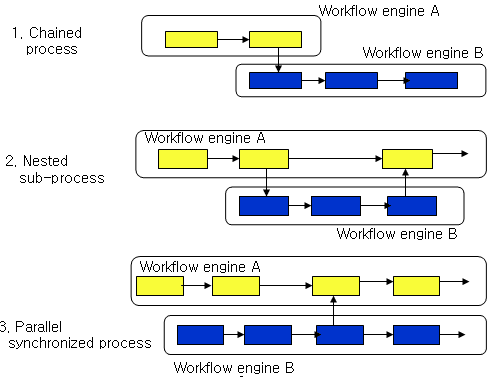 Workflow engine A
1, Chained
process
Workflow engine B
Workflow engine A
2, Nested
sub-process
Workflow engine B
Workflow engine A
3, Parallel
synchronized process
Workflow engine B